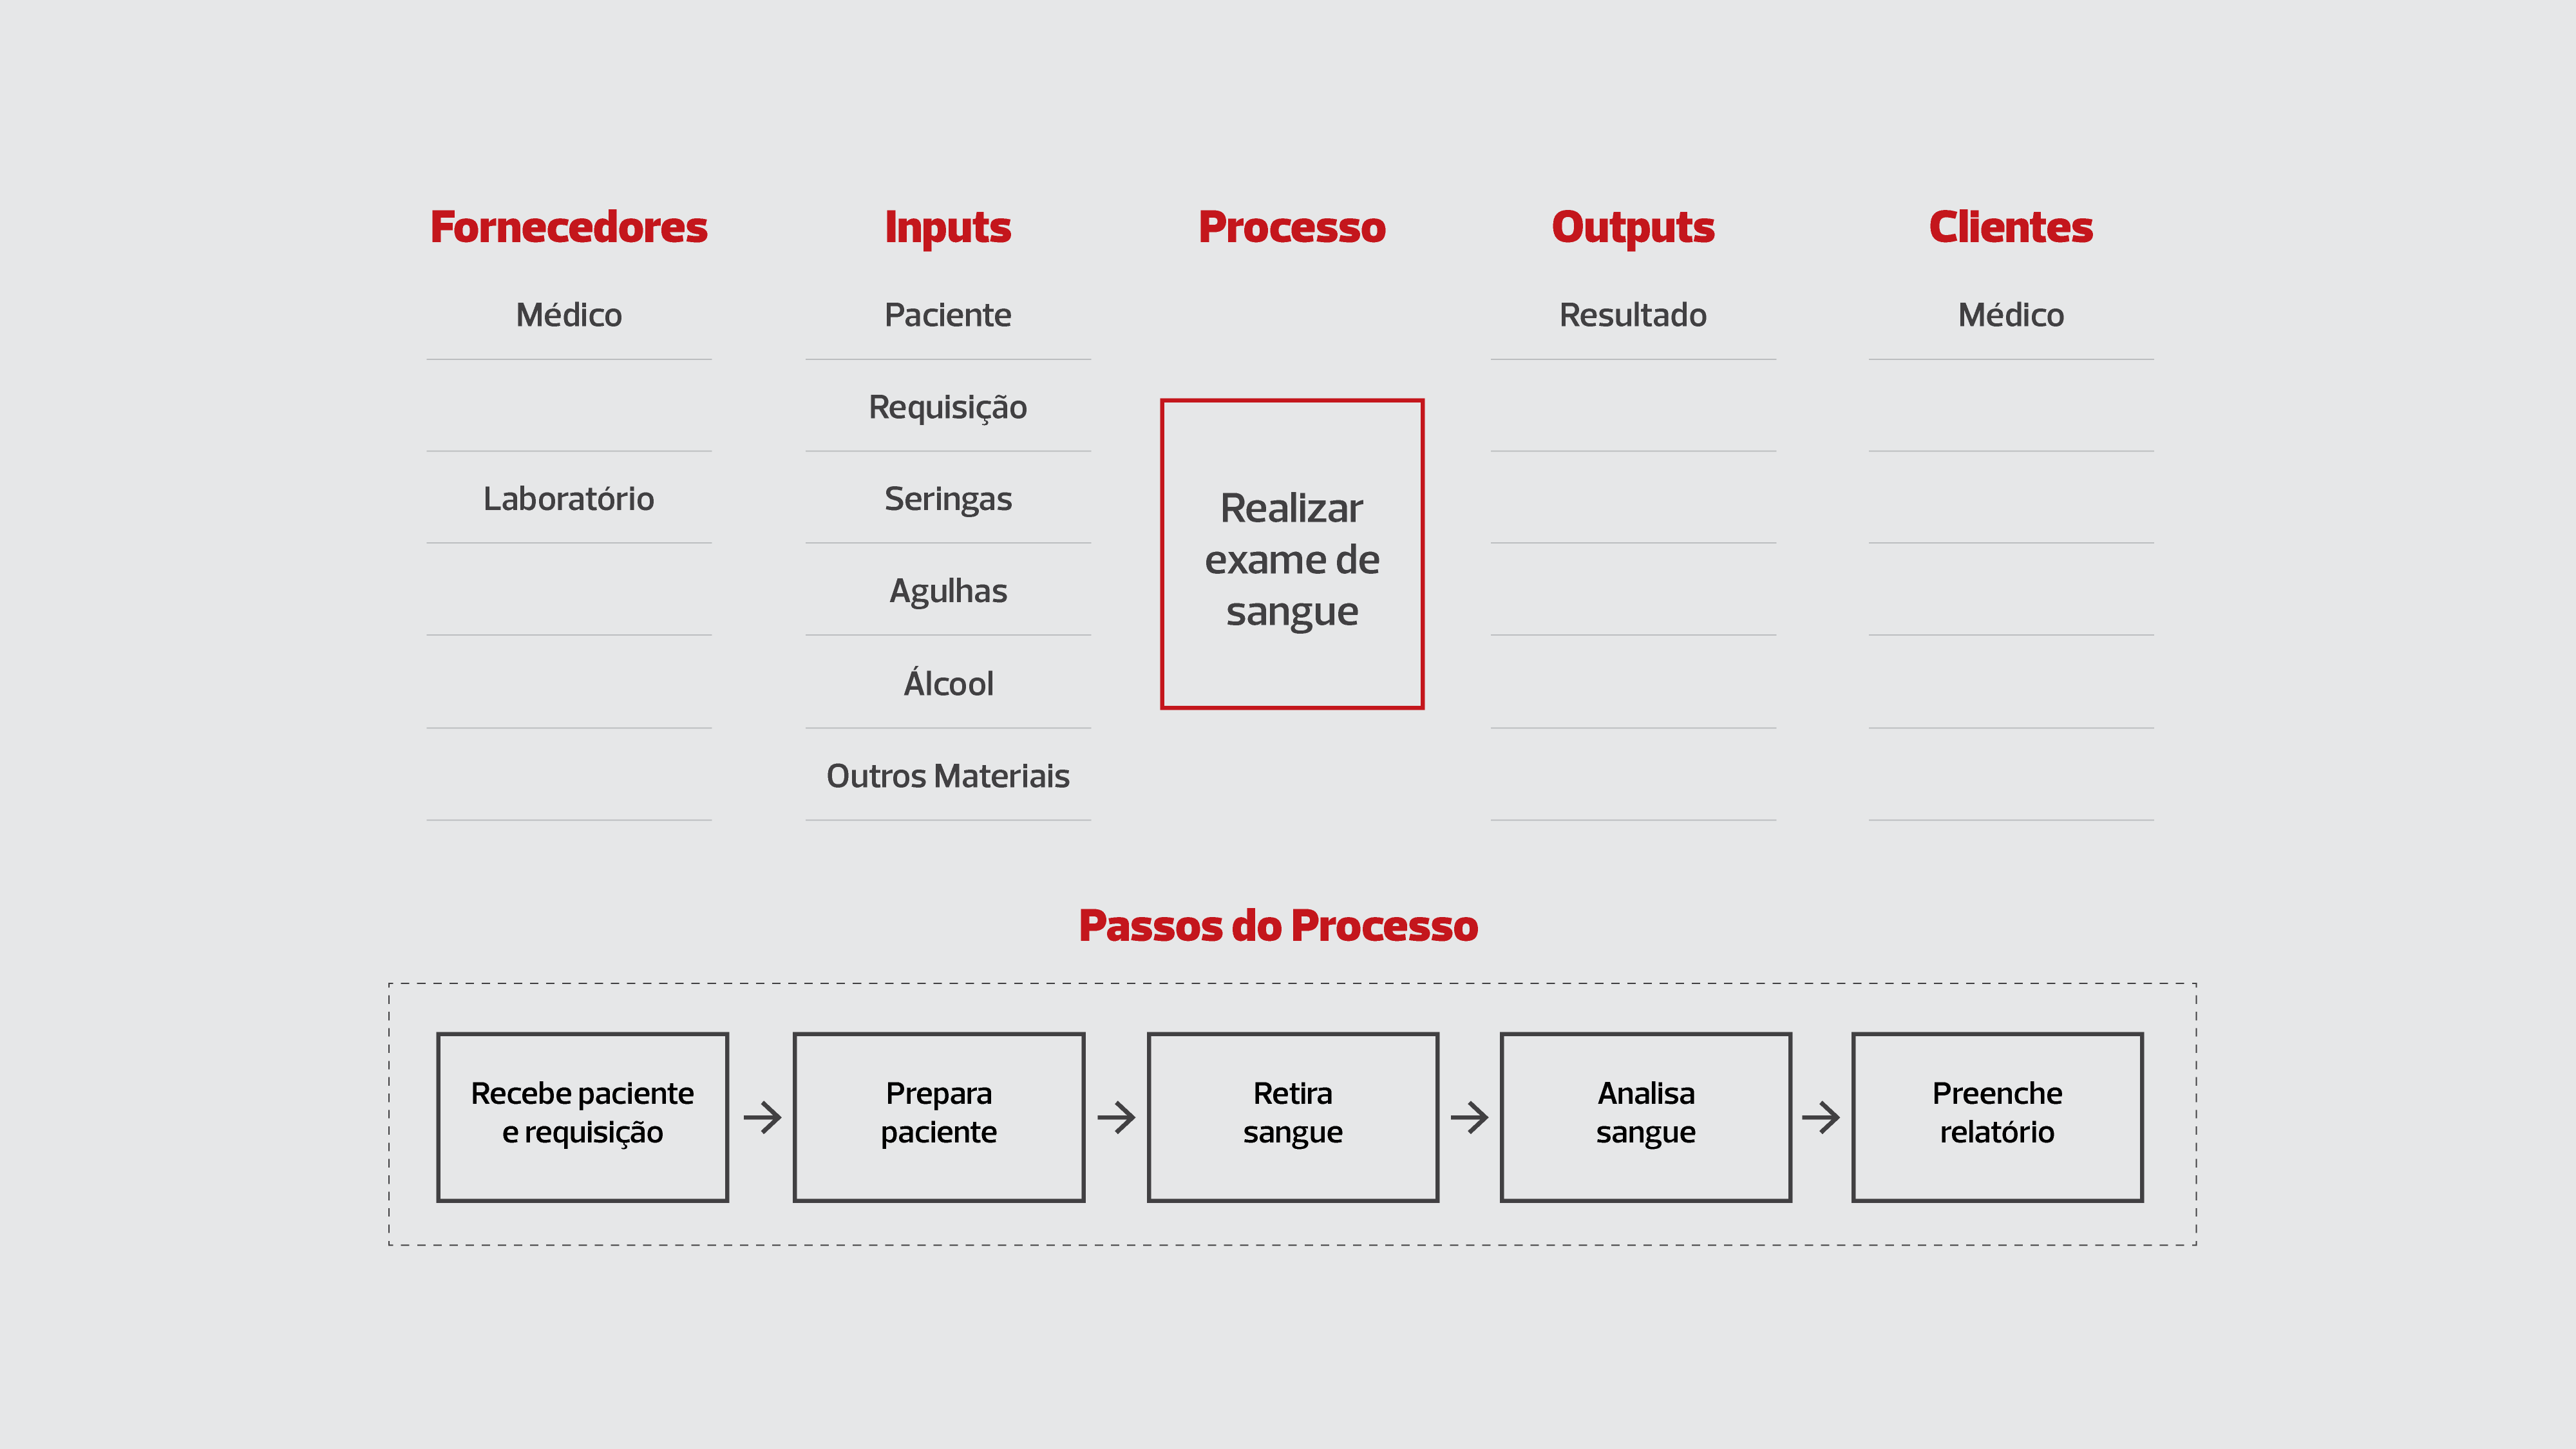 Fornecedores
Inputs
Processo
Outputs
Clientes
Médico
Paciente
Resultado
Médico
Requisição
Laboratório
Seringas
Agulhas
Álcool
Outros Materiais
Realizar
exame de
sangue
Passos do Processo
Recebe paciente
e requisição
Prepara
paciente
Retira
sangue
Analisa
sangue
Preenche
relatório